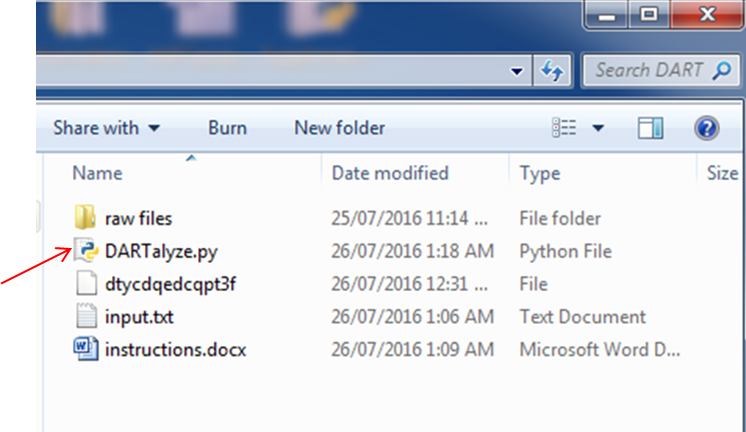 Search DART
Share with Burn New folder
Name Date modified Type Size
raw files 25/07/2016 11:14 ... File folder
DARTalyze.py 26/07/2016 1:18 AM Python File
dtycdqedcqpt3f 26/07/2016 12:31 ... File
input.txt 26/07/2016 1:06 AM Text Document
instructions.docx 26/07/2016 1:09 AM Microsoft Word D...